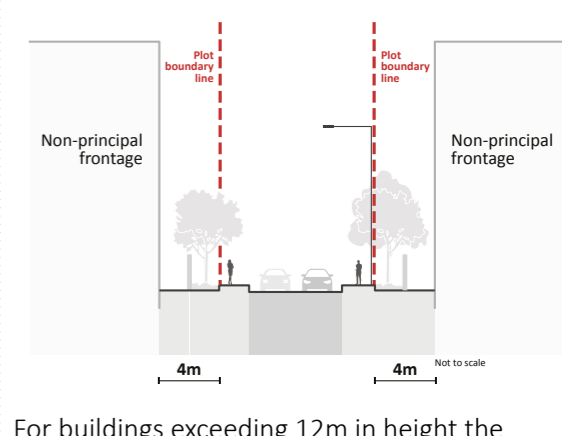 Plot
boundary
line
Plot
boundary
line
Non-principal
frontage
Non-principal
frontage
4m
4m
Not to scale
For buildings exceeding 12m in height the